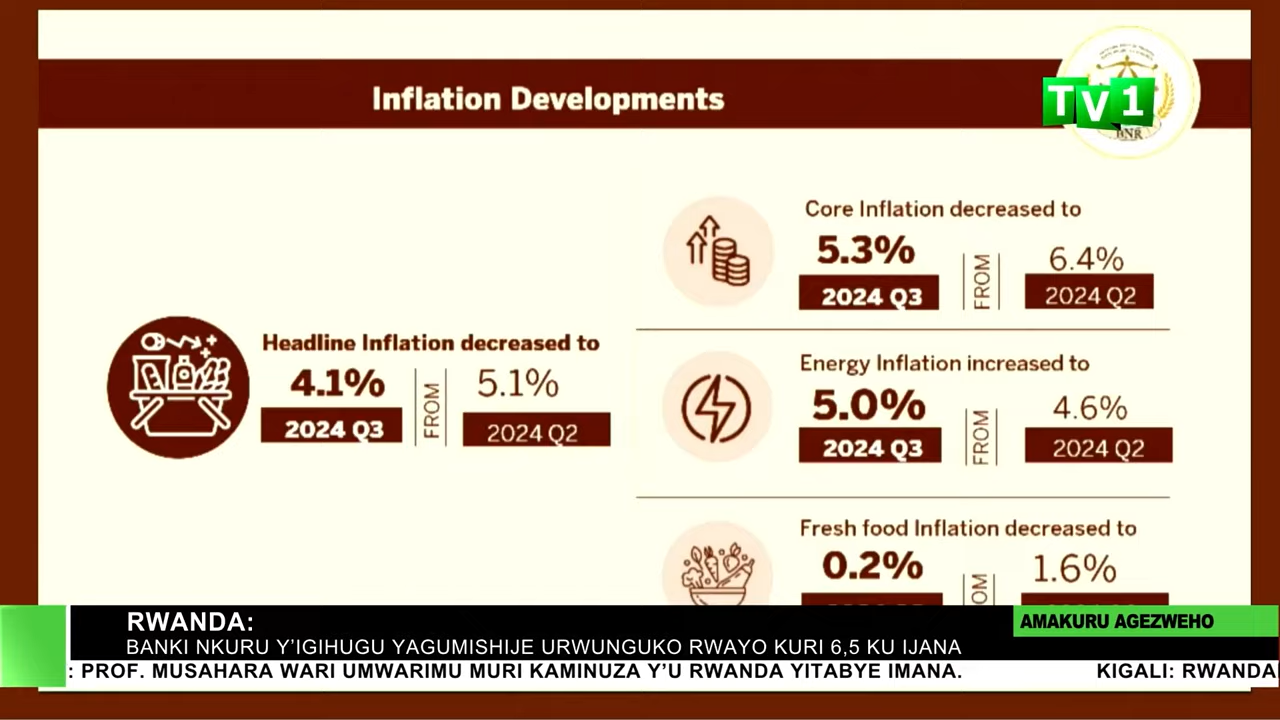 Inflation Developments
TV1
BNR
Core Inflation decreased to
5.3% FROM 6.4%
2024 Q3 2024 Q2
Headline Inflation decreased to
4.1% FROM 5.1%
2024 Q3 2024 Q2
Energy Inflation increased to
5.0% FROM 4.6%
2024 Q3 2024 Q2
Fresh food Inflation decreased to
0.2% 1.6%
RWANDA:
AMAKURU AGEZWEHO
BANKI NKURU Y’IGIHUGU YAGUMISHIJE URWUNGUKO RWAYO KURI 6,5 KU IJANA
: PROF. MUSAHARA WARI UMWARIMU MURI KAMINUZA Y’U RWANDA YITABYE IMANA. KIGALI: RWANDA